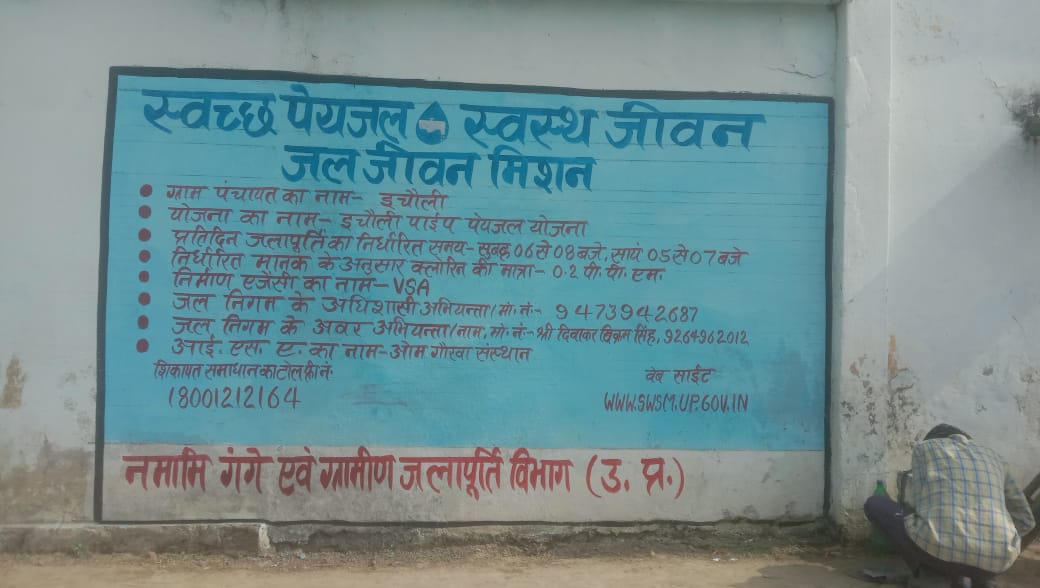 स्वच्छ पेयजल स्वस्थ जीवन
जल जीवन मिशन
• ग्राम पंचायत का नाम- इचौली
• योजना का नाम- इचौली पाईप पेयजल योजना
• प्रतिदिन जलापूर्ति का निर्धारित समय- सुबह 06 से 08 बजे, सायं 05 से 07 बजे
• निर्धारित मानक के अनुसार क्लोरिन की मात्रा- 0.2 पी. पी. एम.
• निर्माण एजेंसी का नाम- VSA
• जल निगम के अधिशासी अभियन्ता/ मो. नं:- 9473942687
• जल निगम के अवर अभियन्ता/नाम, मो. नं:- श्री दिवाकर विक्रम सिंह, 9264962012
• आई. एस. ए. का नाम- ओम गौरवा संस्थान
शिकायत समाधान का टोल फ्री नं
18001212164
वेब साईट
WWW.SWSM.UP.GOV.IN
नमामि गंगे एवं ग्रामीण जलापूर्ति विभाग (उ. प्र.)